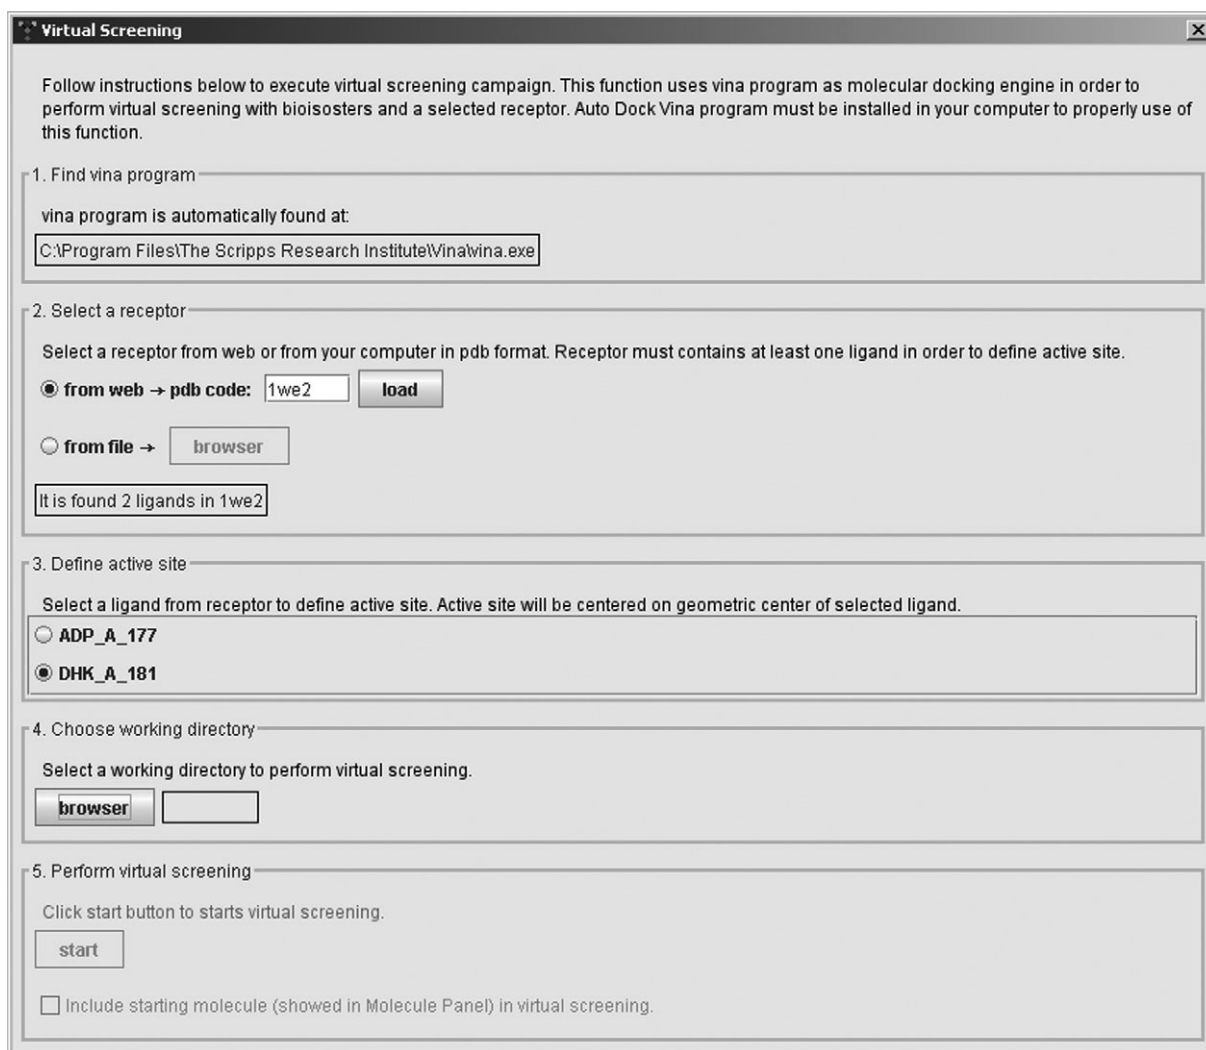 Virtual Screening
Follow instructions below to execute virtual screening campaign. This function uses vina program as molecular docking engine in order to
perform virtual screening with bioisosters and a selected receptor. Auto Dock Vina program must be installed in your computer to properly use of
this function.
1. Find vina program
vina program is automatically found at:
C:\Program Files\The Scripps Research Institute\Vina\vina.exe
2. Select a receptor
Select a receptor from web or from your computer in pdb format. Receptor must contains at least one ligand in order to define active site.
from web → pdb code: 1we2 load
from file → browser
It is found 2 ligands in 1we2
3. Define active site
Select a ligand from receptor to define active site. Active site will be centered on geometric center of selected ligand.
ADP_A_177
DHK_A_181
4. Choose working directory
Select a working directory to perform virtual screening.
browser
5. Perform virtual screening
Click start button to starts virtual screening.
start
Include starting molecule (showed in Molecule Panel) in virtual screening.